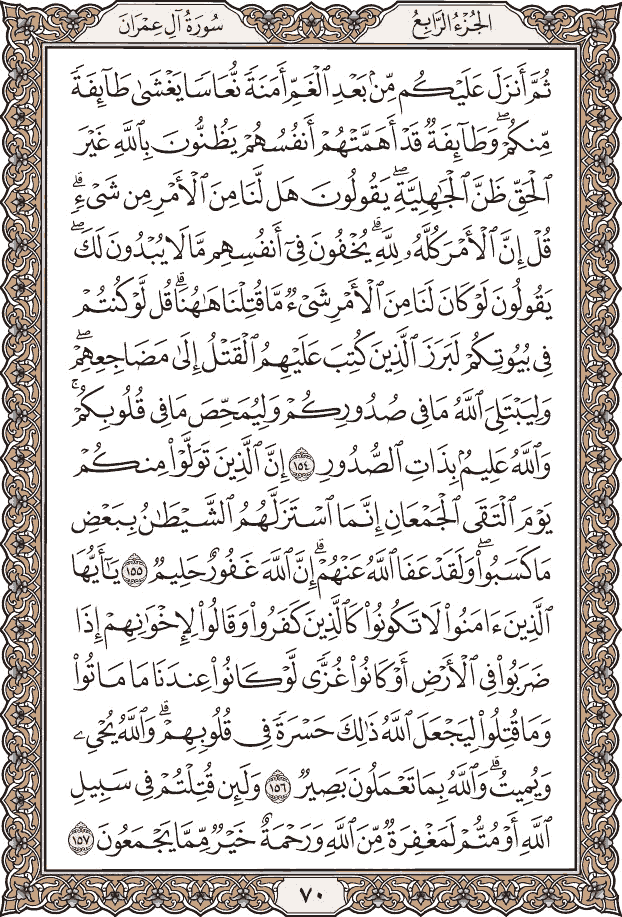 الجُزْءُ الرَّابِعُ
سُورَةُ آلِ عِمْرَانَ
ثُمَّ أَنزَلَ عَلَيْكُم مِّنۢ بَعْدِ ٱلْغَمِّ أَمَنَةً نُّعَاسًا يَغْشَىٰ طَآئِفَةً
مِّنكُمْ ۖ وَطَآئِفَةٌ قَدْ أَهَمَّتْهُمْ أَنفُسُهُمْ يَظُنُّونَ بِٱللَّهِ غَيْرَ
ٱلْحَقِّ ظَنَّ ٱلْجَٰهِلِيَّةِ ۖ يَقُولُونَ هَل لَّنَا مِنَ ٱلْأَمْرِ مِن شَىْءٍ ۗ
قُلْ إِنَّ ٱلْأَمْرَ كُلَّهُۥ لِلَّهِ ۗ يُخْفُونَ فِىٓ أَنفُسِهِم مَّا لَا يُبْدُونَ لَكَ ۖ
يَقُولُونَ لَوْ كَانَ لَنَا مِنَ ٱلْأَمْرِ شَىْءٌ مَّا قُتِلْنَا هَٰهُنَا ۗ قُل لَّوْ كُنتُمْ
فِى بُيُوتِكُمْ لَبَرَزَ ٱلَّذِينَ كُتِبَ عَلَيْهِمُ ٱلْقَتْلُ إِلَىٰ مَضَاجِعِهِمْ ۖ
وَلِيَبْتَلِىَ ٱللَّهُ مَا فِى صُدُورِكُمْ وَلِيُمَحِّصَ مَا فِى قُلُوبِكُمْ ۚ
وَٱللَّهُ عَلِيمٌۢ بِذَاتِ ٱلصُّدُورِ ١٥٤ إِنَّ ٱلَّذِينَ تَوَلَّوْا۟ مِنكُمْ
يَوْمَ ٱلْتَقَى ٱلْجَمْعَانِ إِنَّمَا ٱسْتَزَلَّهُمُ ٱلشَّيْطَٰنُ بِبَعْضِ
مَا كَسَبُوا۟ ۖ وَلَقَدْ عَفَا ٱللَّهُ عَنْهُمْ ۗ إِنَّ ٱللَّهَ غَفُورٌ حَلِيمٌ ١٥٥ يَٰٓأَيُّهَا
ٱلَّذِينَ ءَامَنُوا۟ لَا تَكُونُوا۟ كَٱلَّذِينَ كَفَرُوا۟ وَقَالُوا۟ لِإِخْوَٰنِهِمْ إِذَا
ضَرَبُوا۟ فِى ٱلْأَرْضِ أَوْ كَانُوا۟ غُزًّى لَّوْ كَانُوا۟ عِندَنَا مَا مَاتُوا۟
وَمَا قُتِلُوا۟ لِيَجْعَلَ ٱللَّهُ ذَٰلِكَ حَسْرَةً فِى قُلُوبِهِمْ ۗ وَٱللَّهُ يُحْىِۦ
وَيُمِيتُ ۗ وَٱللَّهُ بِمَا تَعْمَلُونَ بَصِيرٌ ١٥٦ وَلَئِن قُتِلْتُمْ فِى سَبِيلِ
ٱللَّهِ أَوْ مُتُّمْ لَمَغْفِرَةٌ مِّنَ ٱللَّهِ وَرَحْمَةٌ خَيْرٌ مِّمَّا يَجْمَعُونَ ١٥٧
٧٠